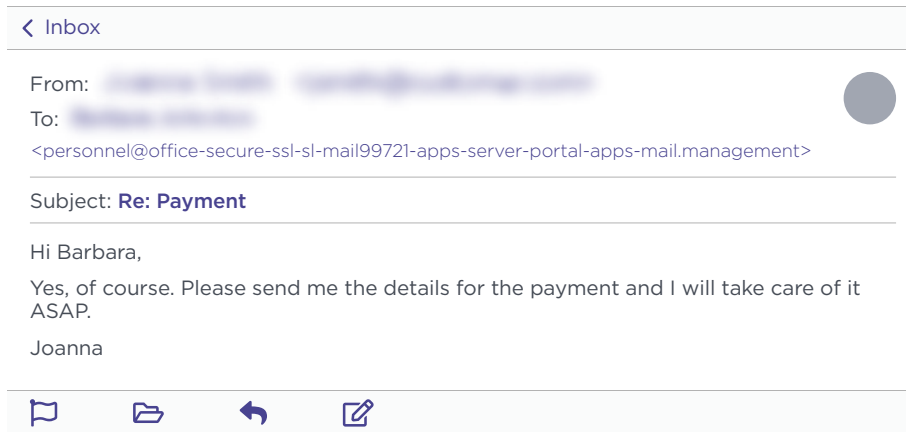 Inbox
From:
To:
<personnel@office-secure-ssl-sl-mail99721-apps-server-portal-apps-mail.management>
Subject: Re: Payment
Hi Barbara,
Yes, of course. Please send me the details for the payment and I will take care of it
ASAP.
Joanna